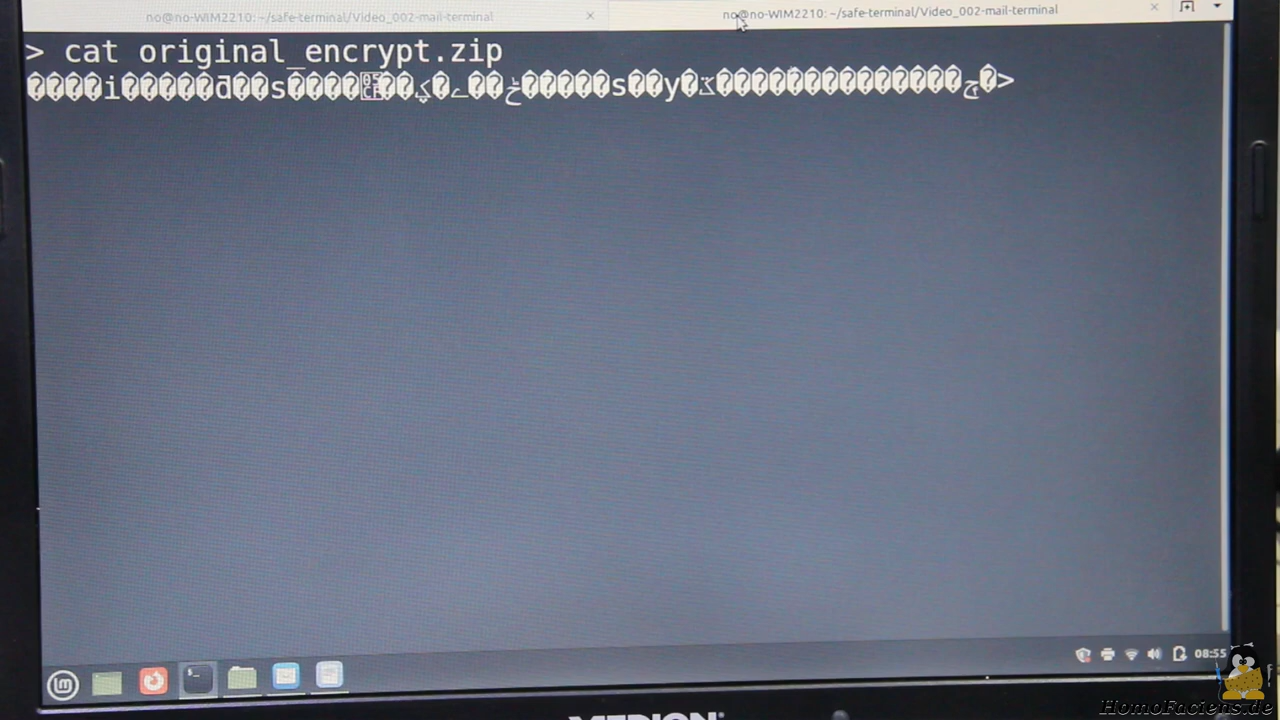 no@no-WIM2210: ~/safe-terminal/Video_002-mail-terminal
no@no-WIM2210: ~/safe-terminal/Video_002-mail-terminal
> cat original_encrypt.zip
����i�����đ��s����
08:55
MEDION
HomoFaciens.de